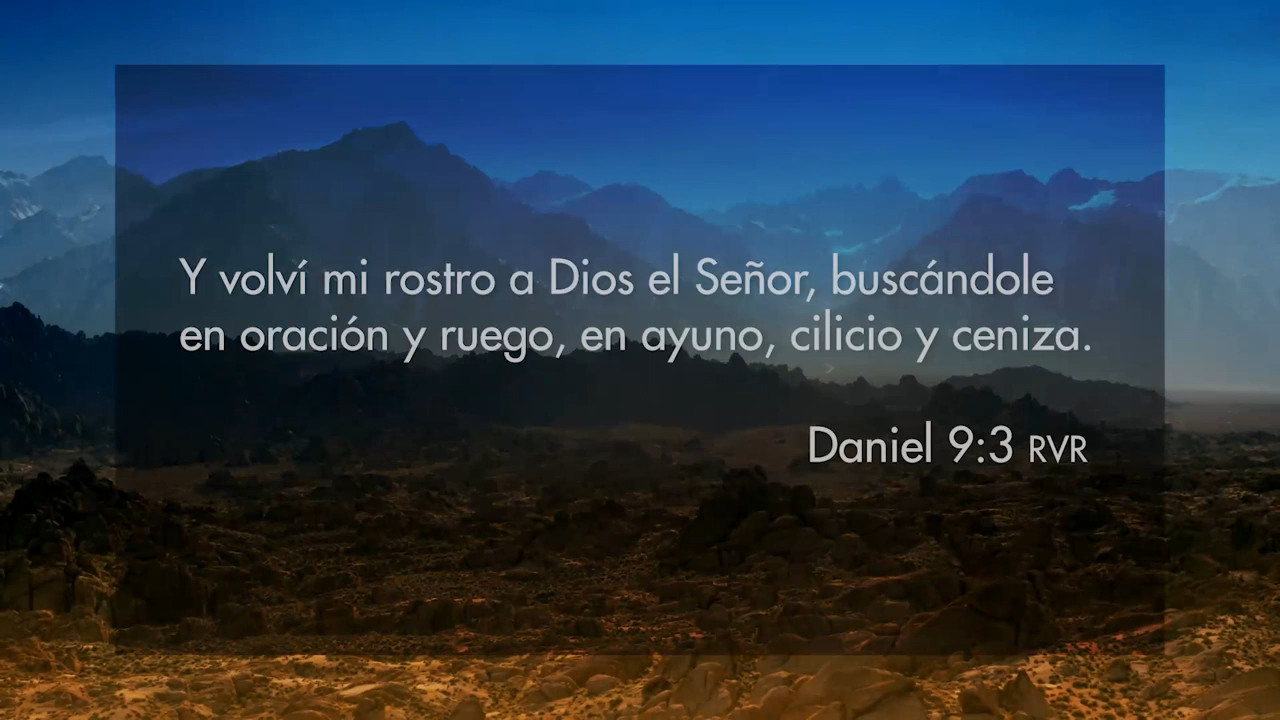 Y volví mi rostro a Dios el Señor, buscándole
en oración y ruego, en ayuno, cilicio y ceniza.
Daniel 9:3 RVR